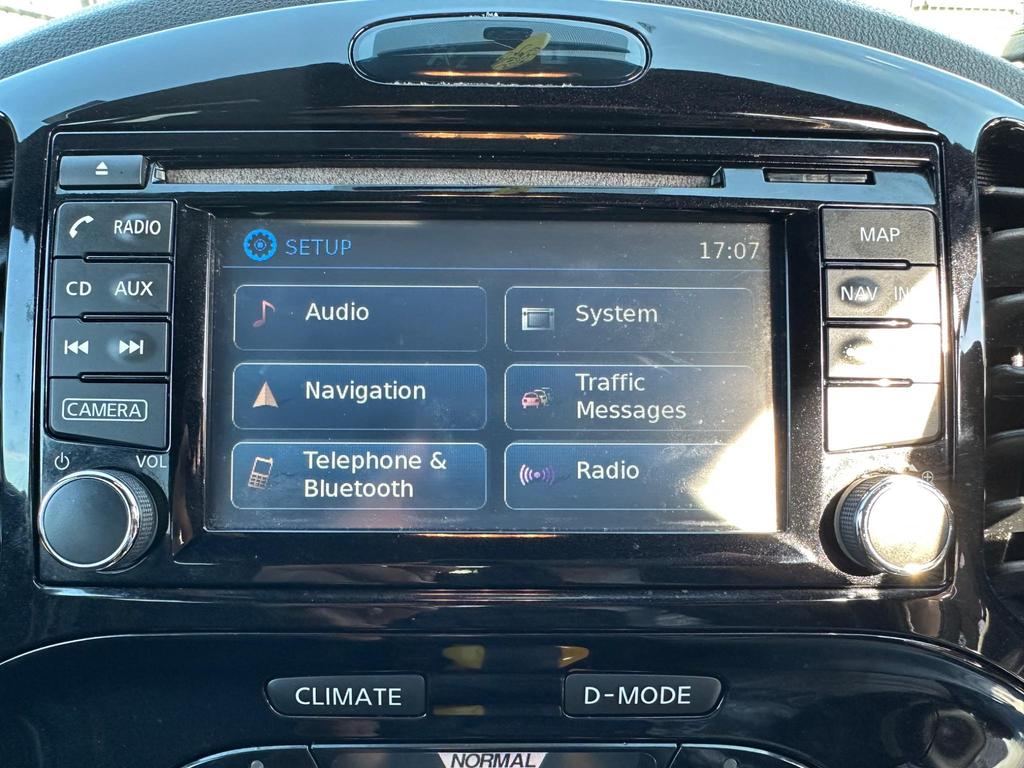 RADIO
CD AUX
CAMERA
VOL
SETUP
17:07
Audio
System
Navigation
Traffic
Messages
Telephone &
Bluetooth
Radio
MAP
NAV
CLIMATE
D-MODE
NORMAL